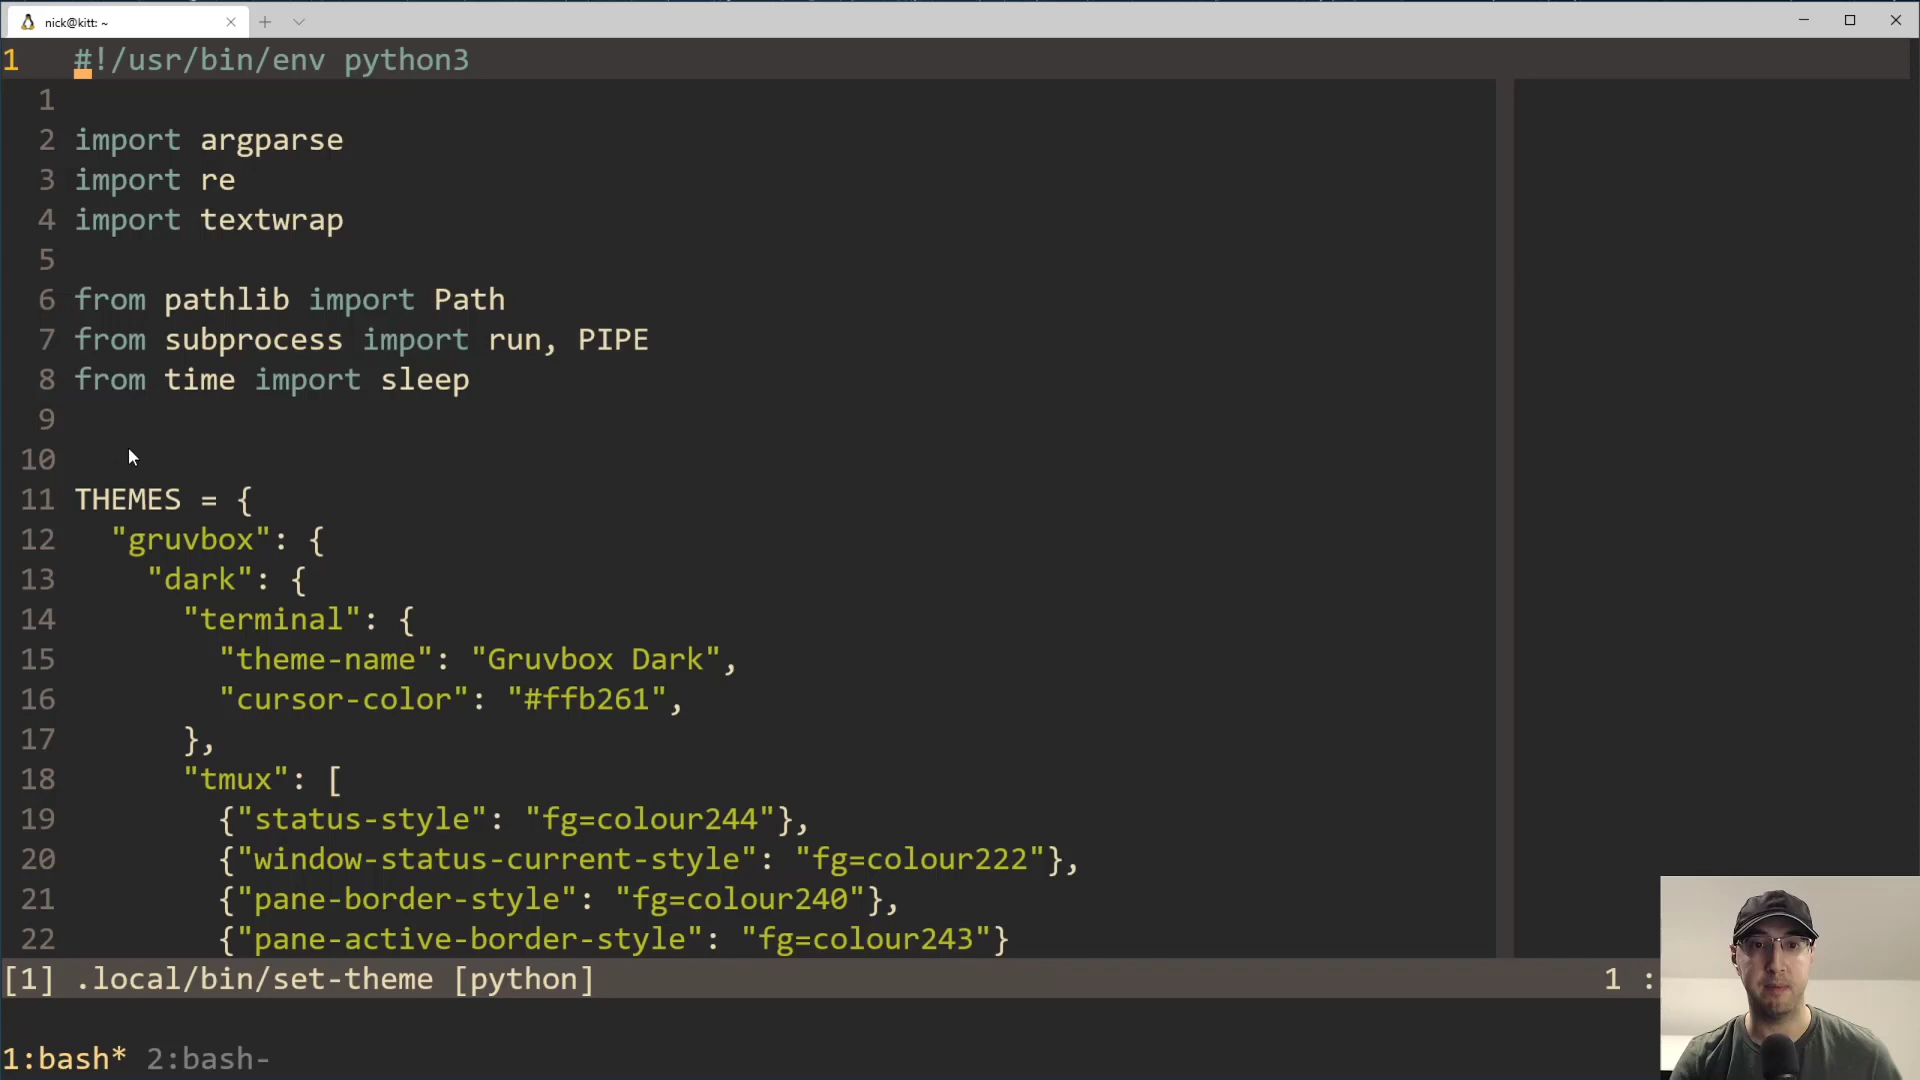 nick@kitt: ~
1 #!/usr/bin/env python3
1
2 import argparse
3 import re
4 import textwrap
5
6 from pathlib import Path
7 from subprocess import run, PIPE
8 from time import sleep
9
10
11 THEMES = {
12   "gruvbox": {
13     "dark": {
14       "terminal": {
15         "theme-name": "Gruvbox Dark",
16         "cursor-color": "#ffb261",
17       },
18       "tmux": [
19         {"status-style": "fg=colour244"},
20         {"window-status-current-style": "fg=colour222"},
21         {"pane-border-style": "fg=colour240"},
22         {"pane-active-border-style": "fg=colour243"}
[1] .local/bin/set-theme [python] 1 :
1:bash* 2:bash-